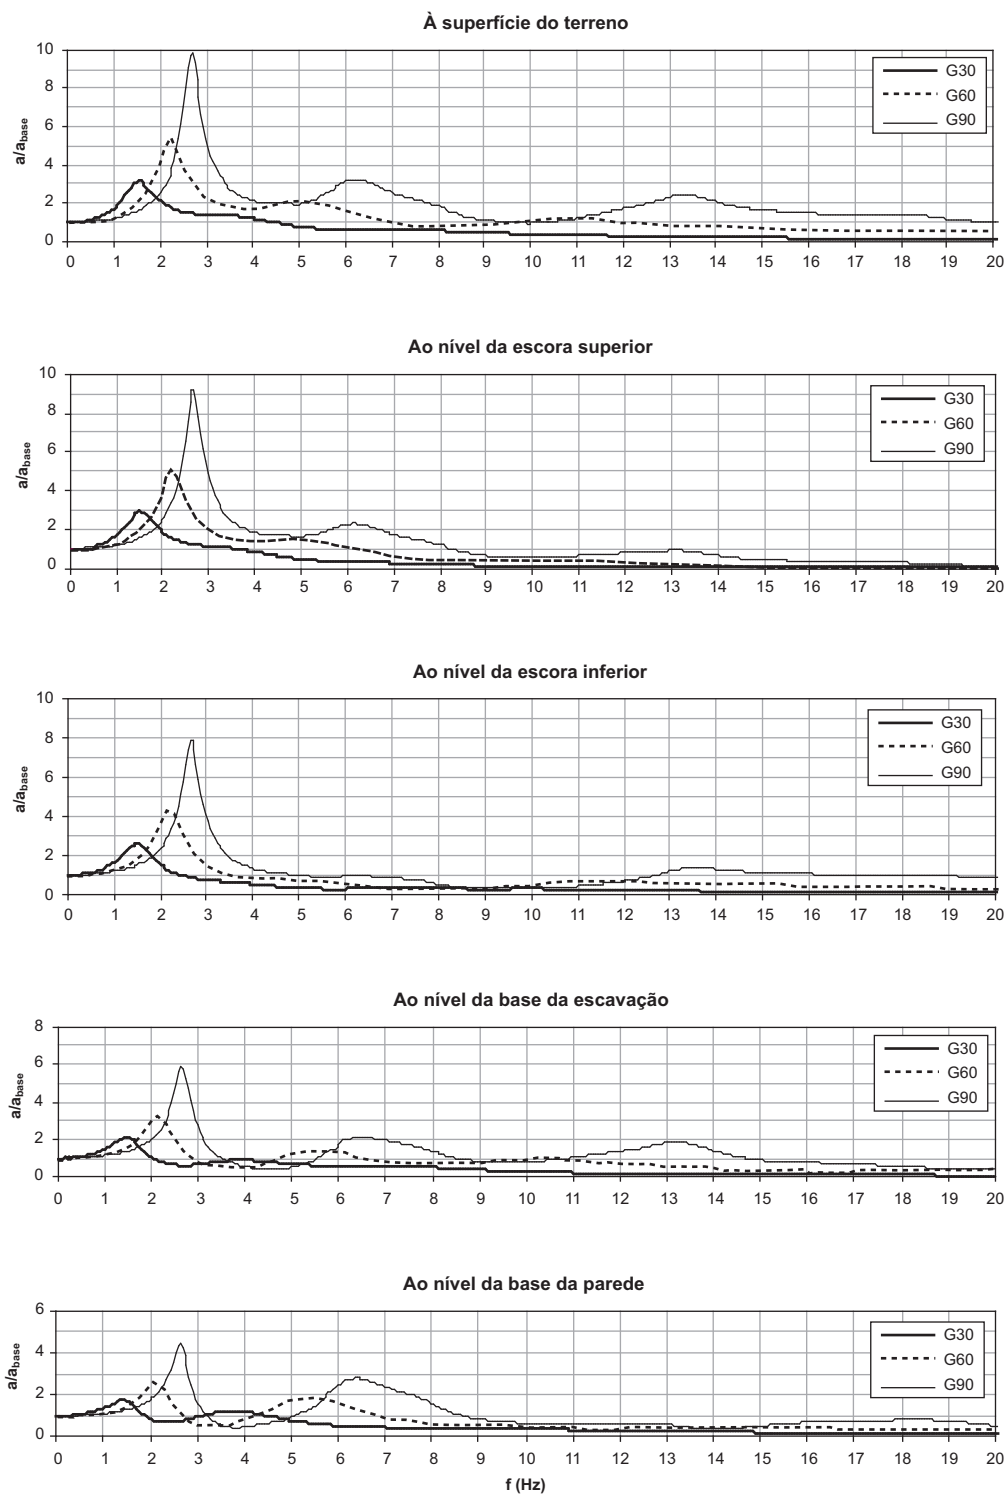 À superfície do terreno
10
8
6
4
2
0
a/abase
G30
G60
G90
0 1 2 3 4 5 6 7 8 9 10 11 12 13 14 15 16 17 18 19 20
Ao nível da escora superior
10
8
6
4
2
0
a/abase
G30
G60
G90
0 1 2 3 4 5 6 7 8 9 10 11 12 13 14 15 16 17 18 19 20
Ao nível da escora inferior
10
8
6
4
2
0
a/abase
G30
G60
G90
0 1 2 3 4 5 6 7 8 9 10 11 12 13 14 15 16 17 18 19 20
Ao nível da base da escavação
8
6
4
2
0
a/abase
G30
G60
G90
0 1 2 3 4 5 6 7 8 9 10 11 12 13 14 15 16 17 18 19 20
Ao nível da base da parede
6
4
2
0
a/abase
G30
G60
G90
0 1 2 3 4 5 6 7 8 9 10 11 12 13 14 15 16 17 18 19 20
f (Hz)